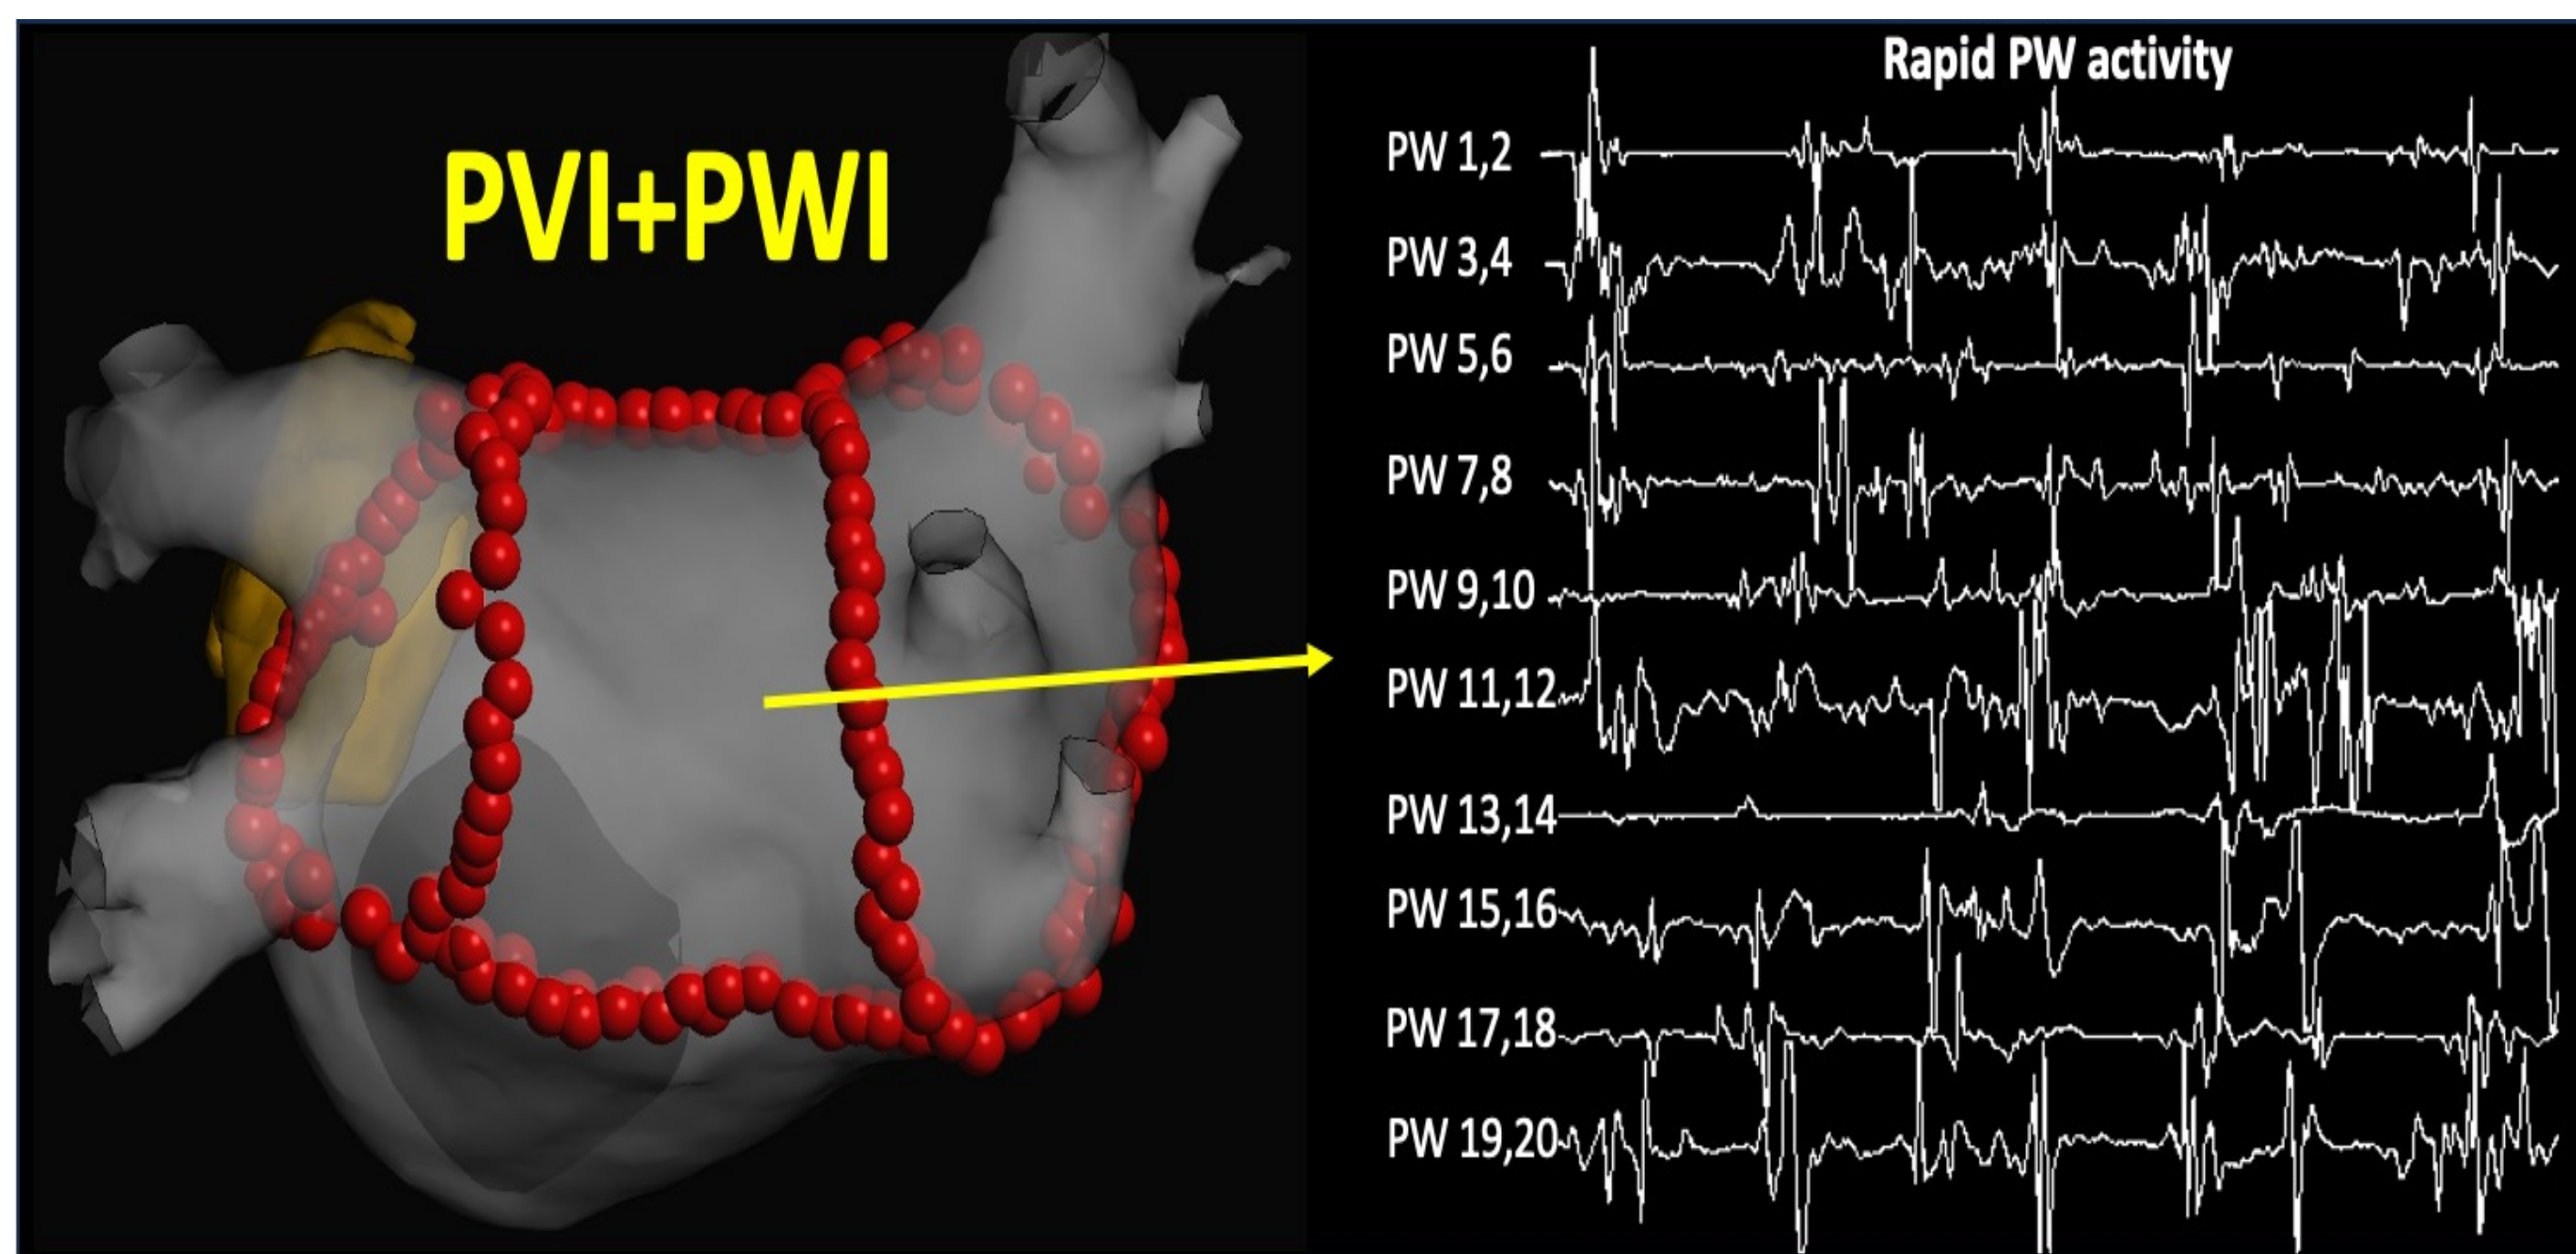 PVI+PWI
Rapid PW activity
PW 1,2
PW 3,4
PW 5,6
PW 7,8
PW 9,10
PW 11,12
PW 13,14
PW 15,16
PW 17,18
PW 19,20